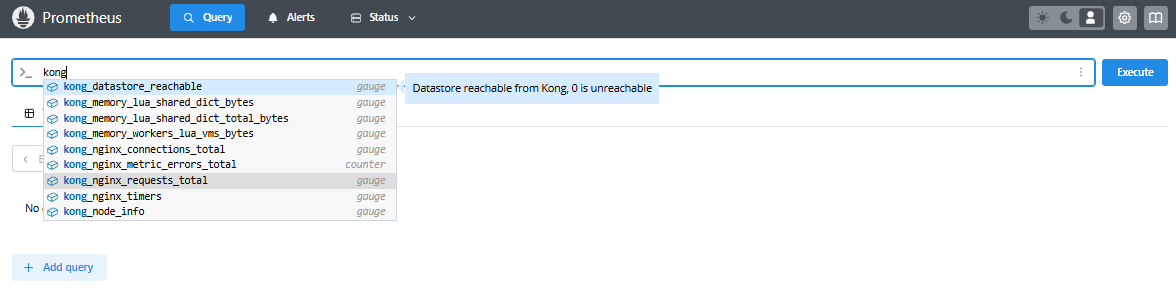 Prometheus Query Alerts Status
kong
Execute
kong_datastore_reachable gauge
Datastore reachable from Kong, 0 is unreachable
kong_memory_lua_shared_dict_bytes gauge
kong_memory_lua_shared_dict_total_bytes gauge
kong_memory_workers_lua_vms_bytes gauge
kong_nginx_connections_total gauge
kong_nginx_metric_errors_total counter
kong_nginx_requests_total gauge
kong_nginx_timers gauge
kong_node_info gauge
No
Add query